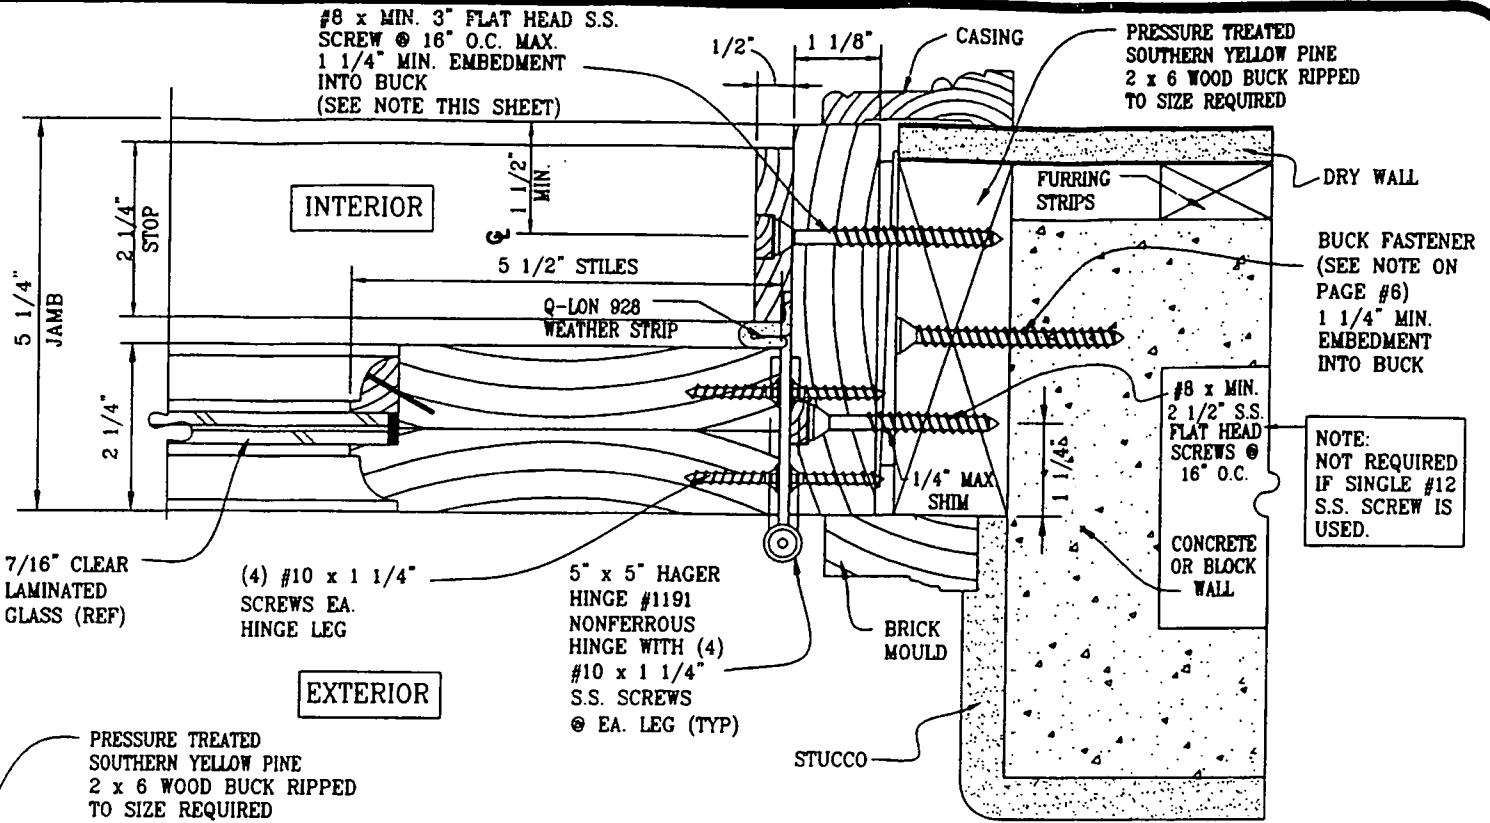 #8 x MIN. 3" FLAT HEAD S.S.
SCREW @ 16" O.C. MAX.
1 1/4" MIN. EMBEDMENT
INTO BUCK
(SEE NOTE THIS SHEET)
1/2"
1 1/8"
CASING
PRESSURE TREATED
SOUTHERN YELLOW PINE
2 x 6 WOOD BUCK RIPPED
TO SIZE REQUIRED
5 1/4"
JAMB
2 1/4"
STOP
INTERIOR
1 1/2"
MIN.
℄
5 1/2" STILES
Q-LON 928
WEATHER STRIP
FURRING
STRIPS
DRY WALL
BUCK FASTENER
(SEE NOTE ON
PAGE #6)
1 1/4" MIN.
EMBEDMENT
INTO BUCK
2 1/4"
#8 x MIN.
2 1/2" S.S.
FLAT HEAD
SCREWS @
16" O.C.
NOTE:
NOT REQUIRED
IF SINGLE #12
S.S. SCREW IS
USED.
1/4" MAX
SHIM
1 1/4"
CONCRETE
OR BLOCK
WALL
7/16" CLEAR
LAMINATED
GLASS (REF)
(4) #10 x 1 1/4"
SCREWS EA.
HINGE LEG
5" x 5" HAGER
HINGE #1191
NONFERROUS
HINGE WITH (4)
#10 x 1 1/4"
S.S. SCREWS
@ EA. LEG (TYP)
BRICK
MOULD
EXTERIOR
STUCCO
PRESSURE TREATED
SOUTHERN YELLOW PINE
2 x 6 WOOD BUCK RIPPED
TO SIZE REQUIRED